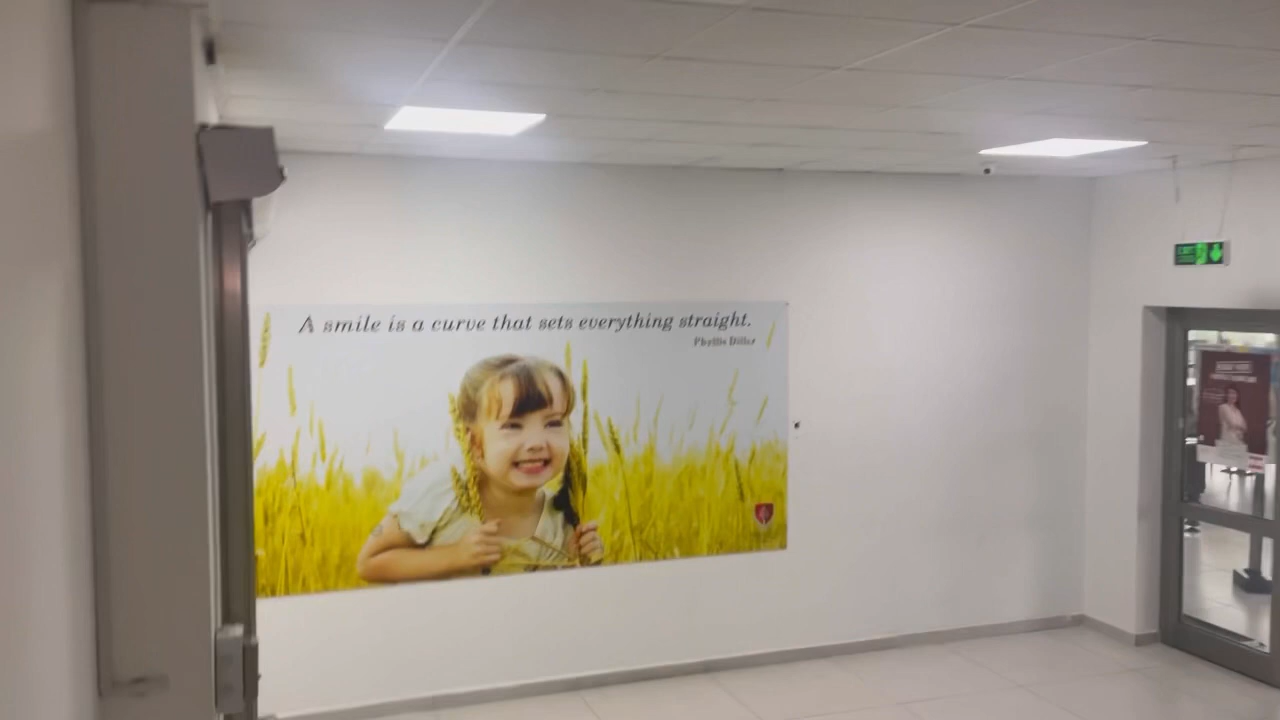 A smile is a curve that sets everything straight.
Phyllis Diller